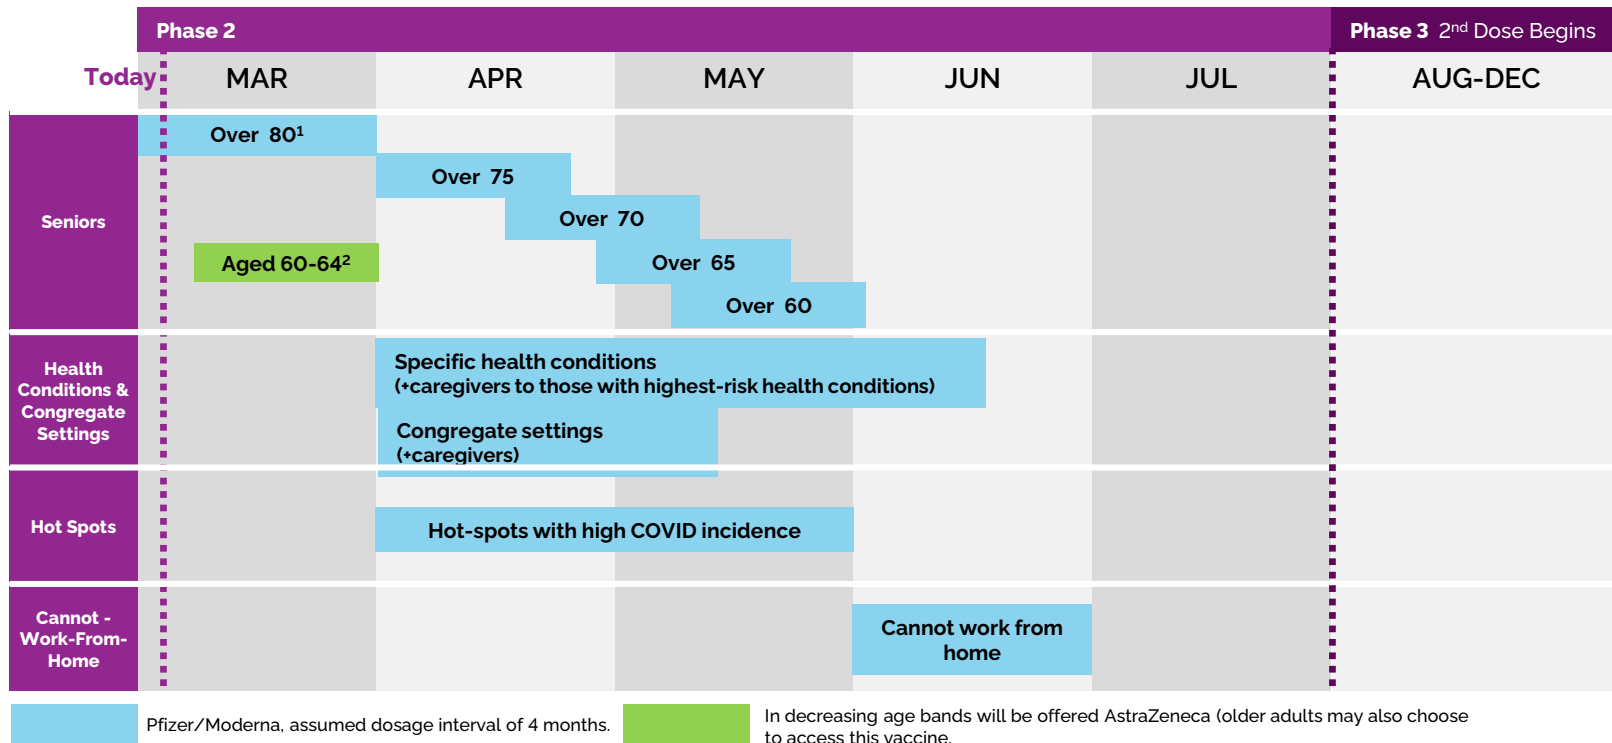 Phase 2
Phase 3 2nd Dose Begins
Today
MAR
APR
MAY
JUN
JUL
AUG-DEC
Seniors
Over 80¹
Over 75
Over 70
Aged 60-64²
Over 65
Over 60
Health
Conditions &
Congregate
Settings
Specific health conditions
(+caregivers to those with highest-risk health conditions)
Congregate settings
(+caregivers)
Hot Spots
Hot-spots with high COVID incidence
Cannot -
Work-From-
Home
Cannot work from
home
Pfizer/Moderna, assumed dosage interval of 4 months.
In decreasing age bands will be offered AstraZeneca (older adults may also choose
to access this vaccine.